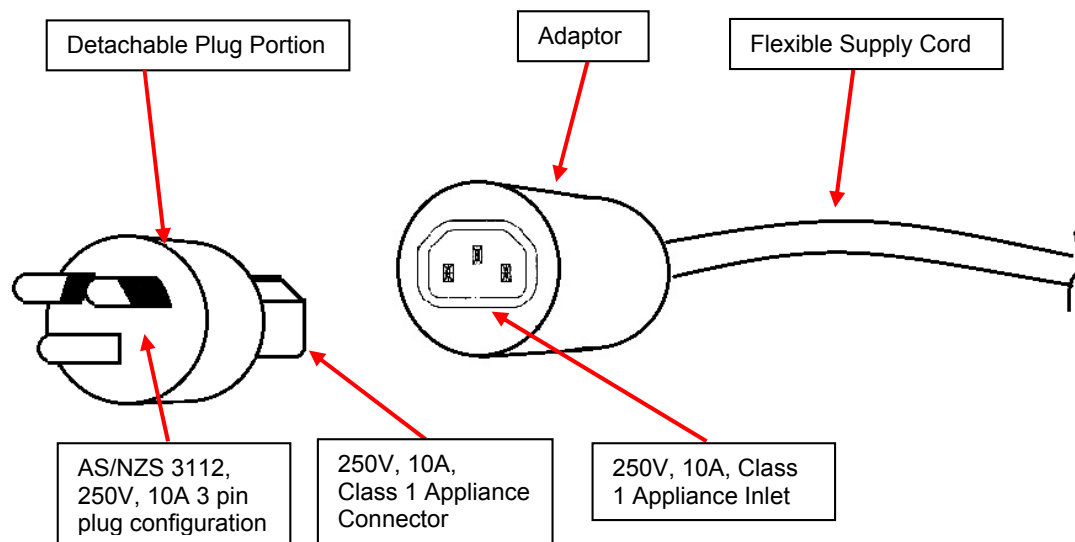 Detachable Plug Portion
Adaptor
Flexible Supply Cord
AS/NZS 3112,
250V, 10A 3 pin
plug configuration
250V, 10A,
Class 1 Appliance
Connector
250V, 10A, Class
1 Appliance Inlet